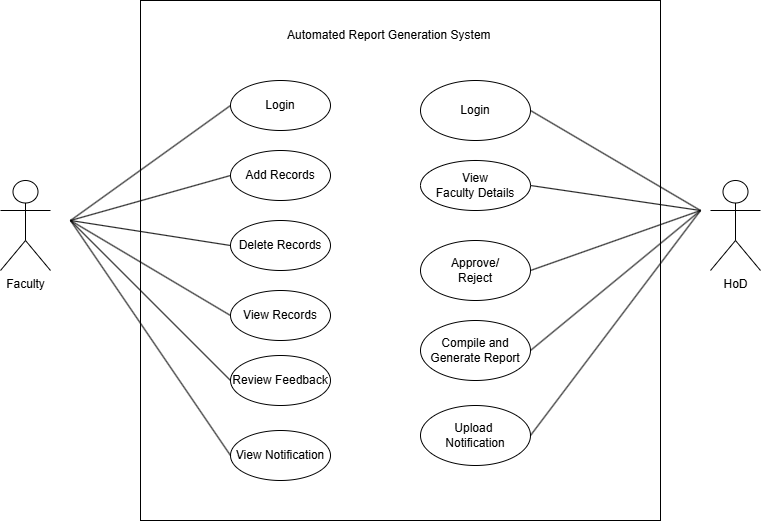 Automated Report Generation System
Login
Add Records
Delete Records
View Records
Review Feedback
View Notification
Login
View
Faculty Details
Approve/
Reject
Compile and
Generate Report
Upload
Notification
Faculty
HoD